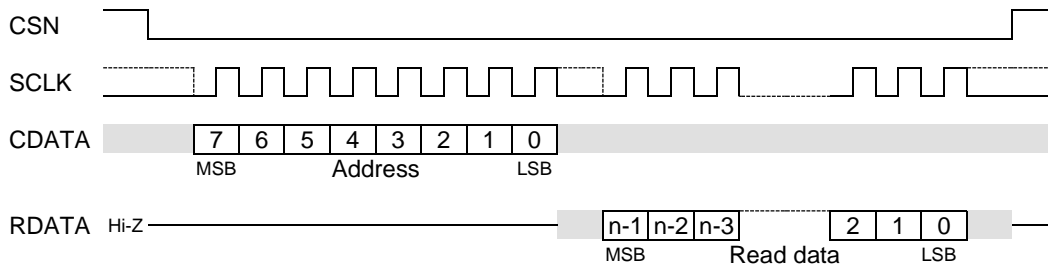 CSN
SCLK
CDATA 7 6 5 4 3 2 1 0
MSB Address LSB
RDATA Hi-Z n-1 n-2 n-3 2 1 0
MSB Read data LSB